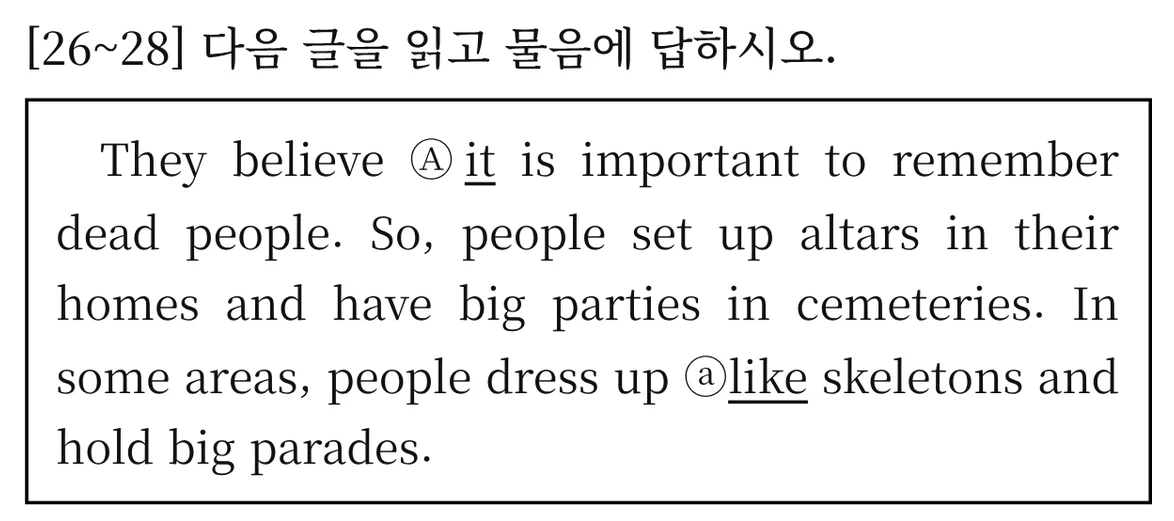 [26~28] 다음 글을 읽고 물음에 답하시오.
They believe Ⓐ it is important to remember
dead people. So, people set up altars in their
homes and have big parties in cemeteries. In
some areas, people dress up ⓐlike skeletons and
hold big parades.